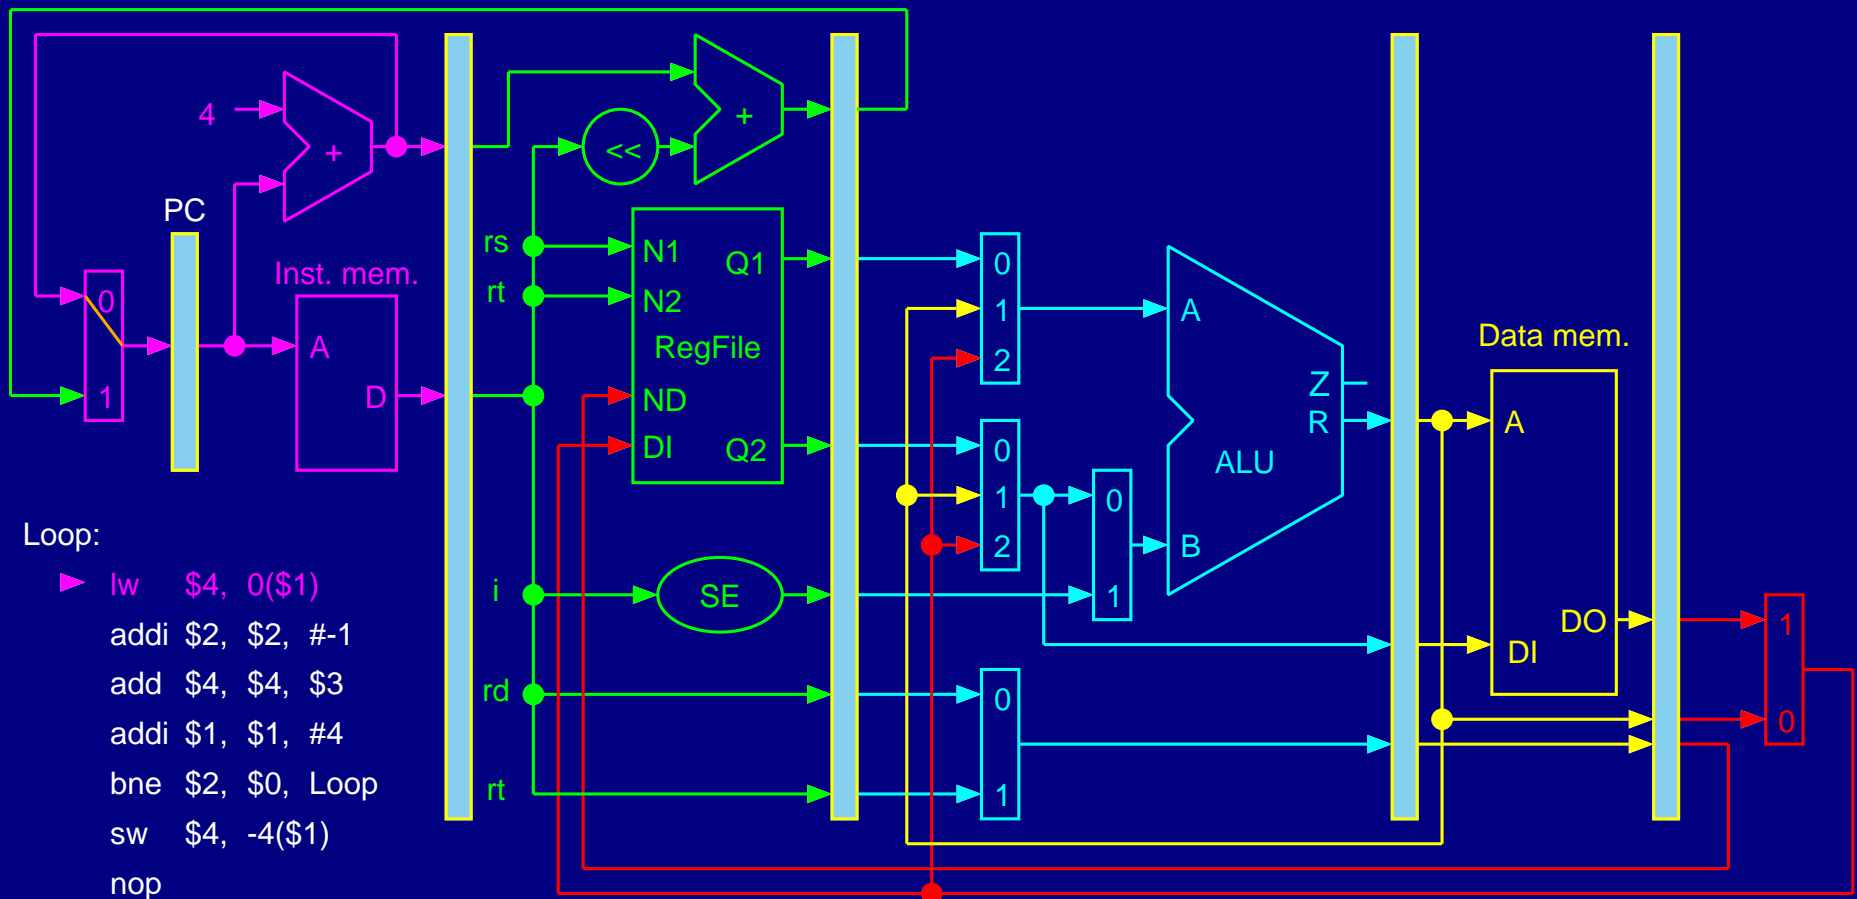 4
+
+
<<
PC
Inst. mem.
0
1
A
D
rs
rt
i
rd
rt
N1
N2
RegFile
ND
DI
Q1
Q2
SE
0
1
2
0
1
2
0
1
0
1
A
B
Z
R
ALU
Data mem.
A
DI
DO
1
0
Loop:
lw $4, 0($1)
addi $2, $2, #-1
add $4, $4, $3
addi $1, $1, #4
bne $2, $0, Loop
sw $4, -4($1)
nop